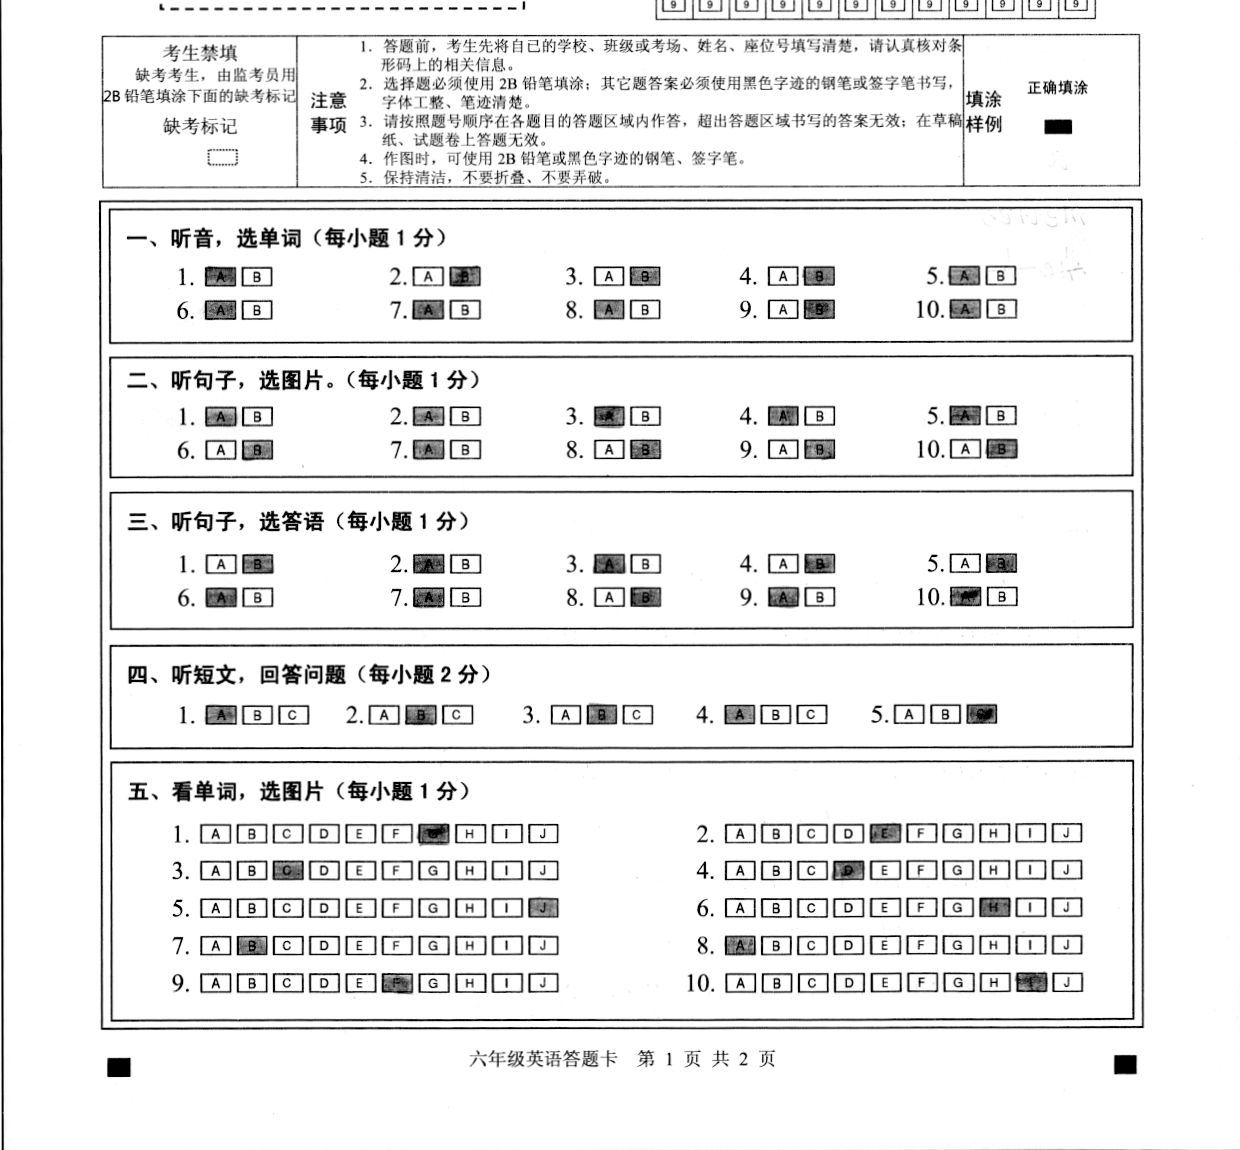 9 9 9 9 9 9 9 9 9 9 9 9
考生禁填
缺考考生，由监考员用
2B 铅笔填涂下面的缺考标记
缺考标记
注意
事项
1. 答题前，考生先将自已的学校、班级或考场、姓名、座位号填写清楚，请认真核对条
形码上的相关信息。
2. 选择题必须使用 2B 铅笔填涂；其它题答案必须使用黑色字迹的钢笔或签字笔书写，
字体工整、笔迹清楚。
3. 请按照题号顺序在各题目的答题区域内作答，超出答题区域书写的答案无效；在草稿
纸、试题卷上答题无效。
4. 作图时，可使用 2B 铅笔或黑色字迹的钢笔、签字笔。
5. 保持清洁，不要折叠、不要弄破。
填涂
样例
正确填涂
一、听音，选单词（每小题 1 分）
1. A B 2. A B 3. A B 4. A B 5. A B
6. A B 7. A B 8. A B 9. A B 10. A B
二、听句子，选图片。（每小题 1 分）
1. A B 2. A B 3. A B 4. A B 5. A B
6. A B 7. A B 8. A B 9. A B 10. A B
三、听句子，选答语（每小题 1 分）
1. A B 2. A B 3. A B 4. A B 5. A B
6. A B 7. A B 8. A B 9. A B 10. A B
四、听短文，回答问题（每小题 2 分）
1. A B C 2. A B C 3. A B C 4. A B C 5. A B C
五、看单词，选图片（每小题 1 分）
1. A B C D E F G H I J 2. A B C D E F G H I J
3. A B C D E F G H I J 4. A B C D E F G H I J
5. A B C D E F G H I J 6. A B C D E F G H I J
7. A B C D E F G H I J 8. A B C D E F G H I J
9. A B C D E F G H I J 10. A B C D E F G H I J
六年级英语答题卡 第 1 页 共 2 页